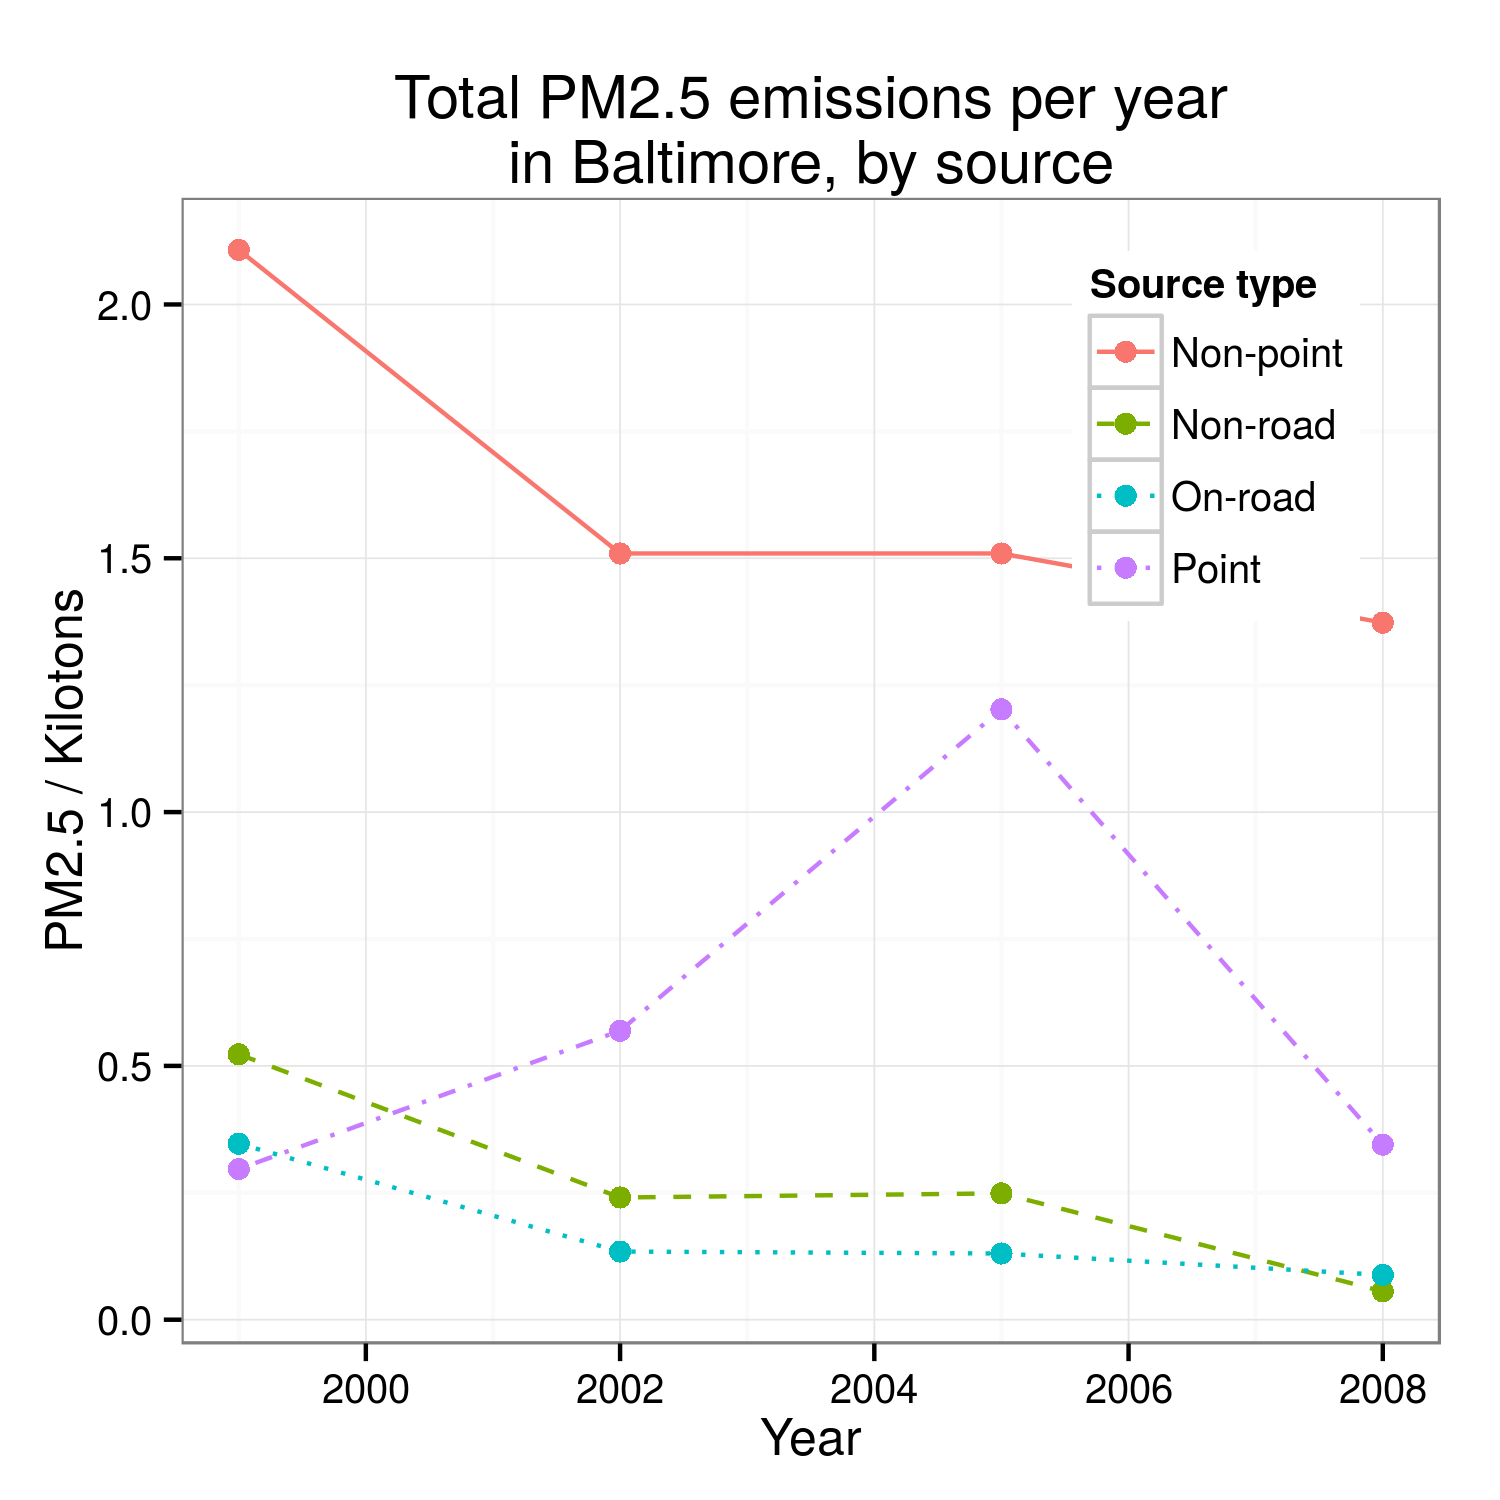 Total PM2.5 emissions per year
in Baltimore, by source
PM2.5 / Kilotons
2.0
1.5
1.0
0.5
0.0
Source type
Non-point
Non-road
On-road
Point
2000
2002
2004
2006
2008
Year